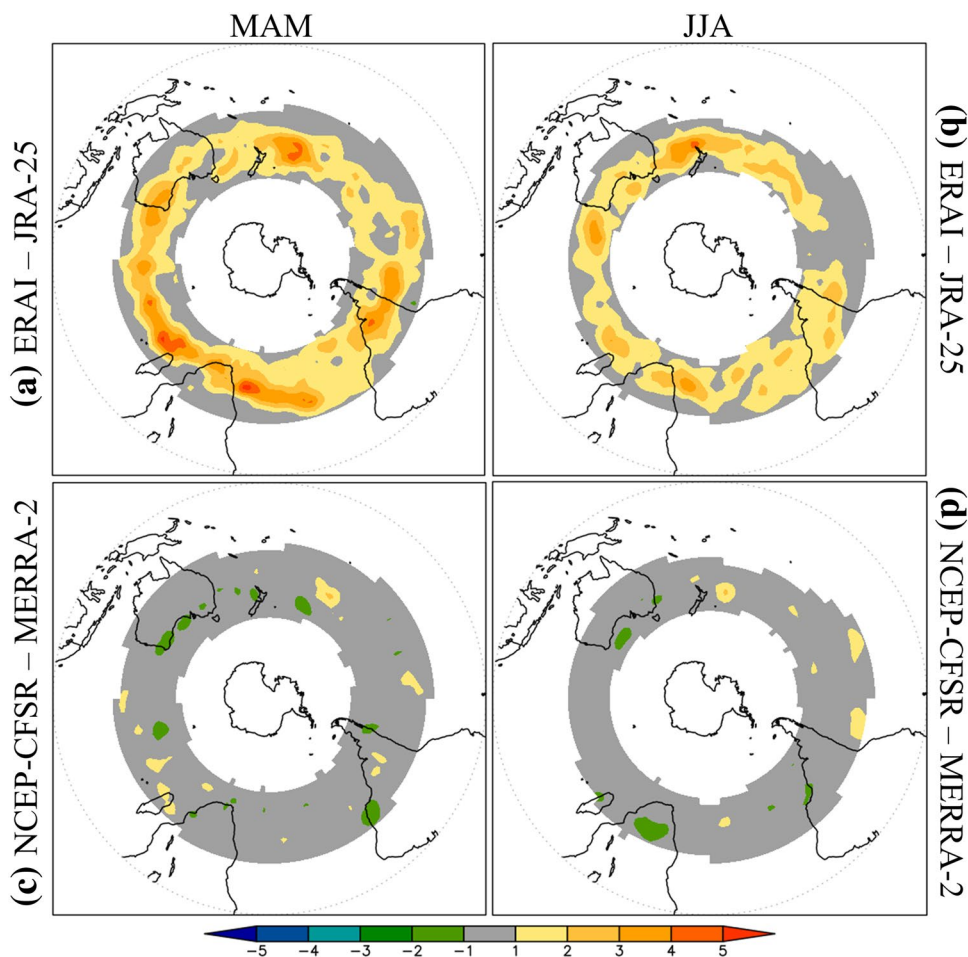 MAM
JJA
(a) ERAI – JRA-25
(b) ERAI – JRA-25
(c) NCEP-CFSR – MERRA-2
(d) NCEP-CFSR – MERRA-2
−5 −4 −3 −2 −1 1 2 3 4 5